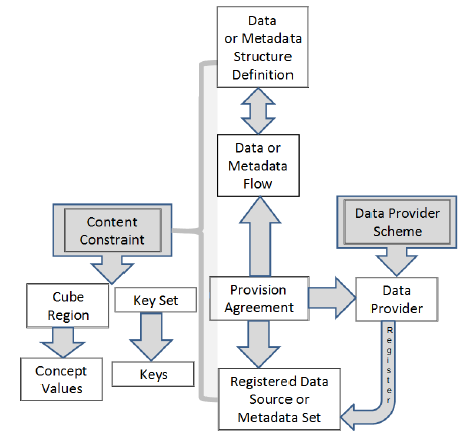 Data
or Metadata
Structure
Definition
Data or
Metadata
Flow
Content
Constraint
Data Provider
Scheme
Cube
Region
Key Set
Provision
Agreement
Data
Provider
Concept
Values
Keys
Registered Data
Source or
Metadata Set
Register